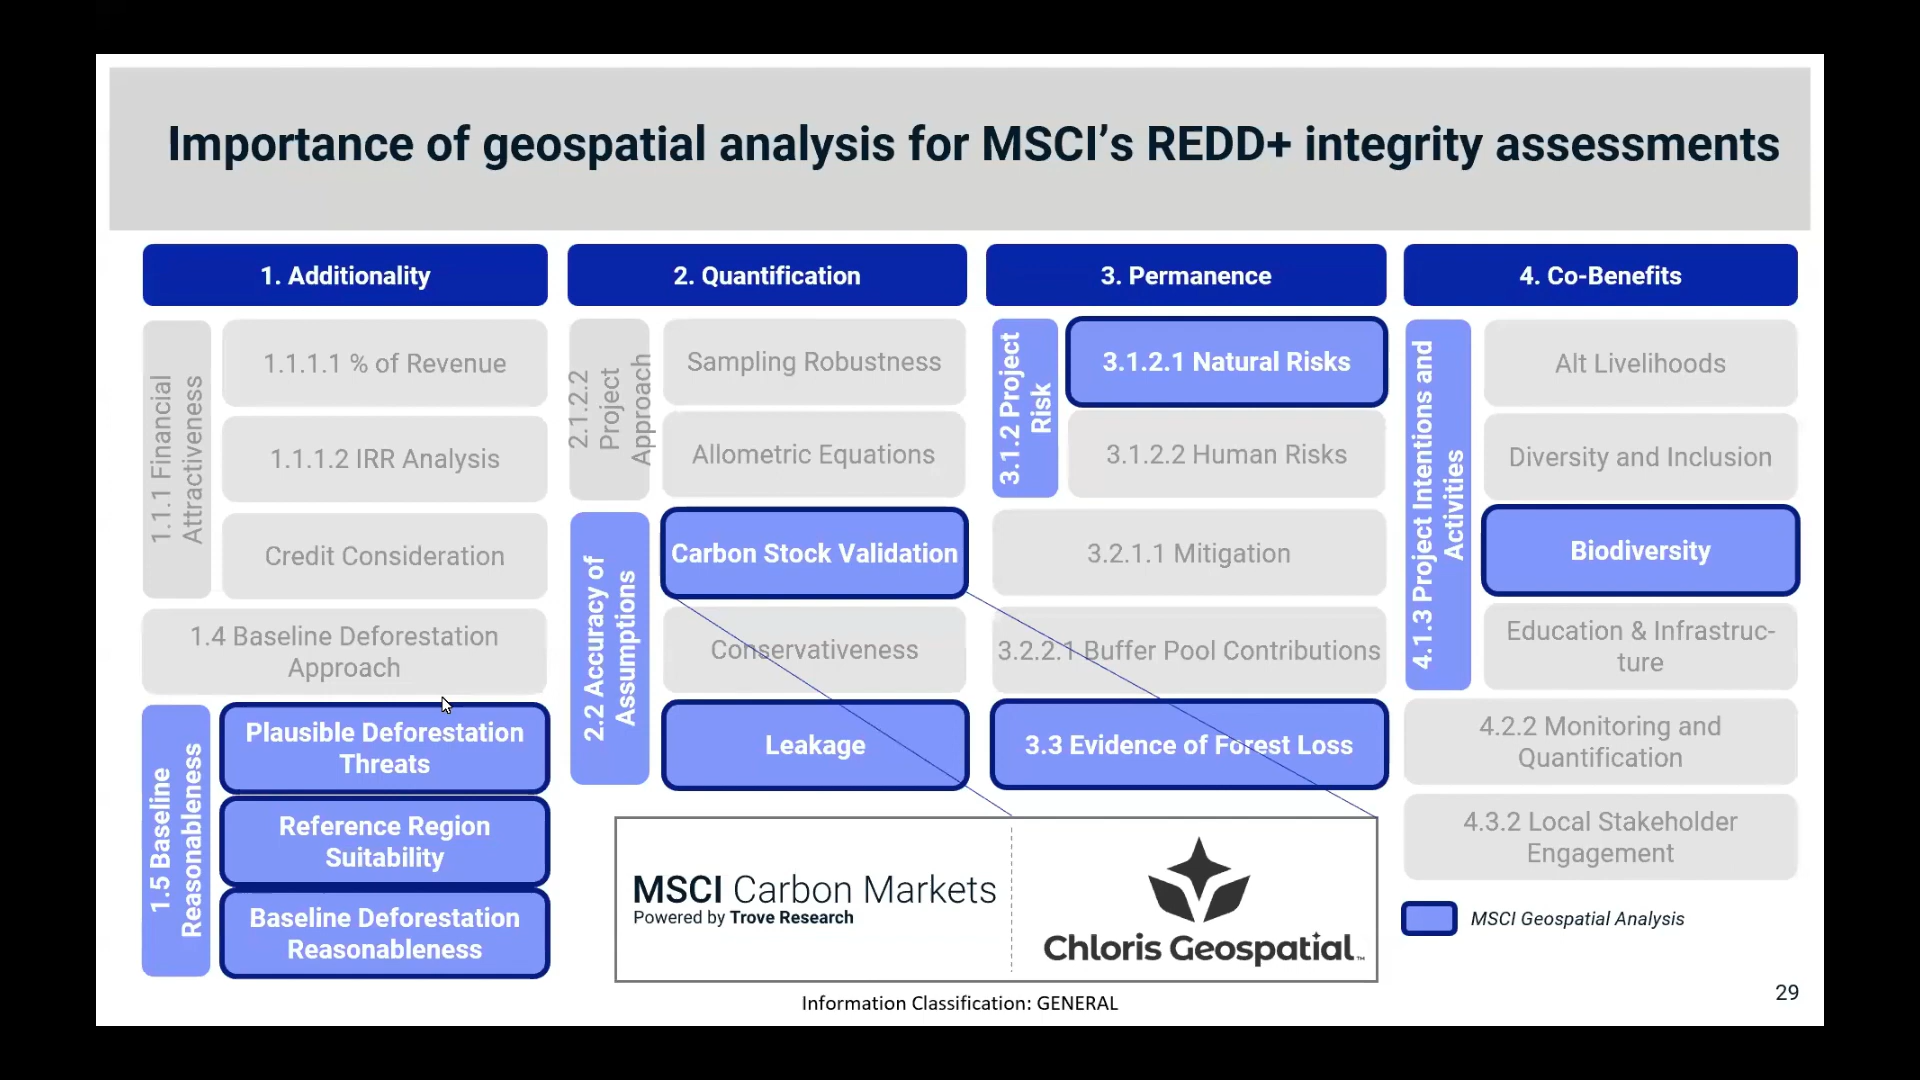 Importance of geospatial analysis for MSCI's REDD+ integrity assessments
1. Additionality
1.1.1 Financial
Attractiveness
1.1.1.1 % of Revenue
1.1.1.2 IRR Analysis
Credit Consideration
1.4 Baseline Deforestation
Approach
1.5 Baseline
Reasonableness
Plausible Deforestation
Threats
Reference Region
Suitability
Baseline Deforestation
Reasonableness
2. Quantification
2.1.2.2
Project
Approach
Sampling Robustness
Allometric Equations
2.2 Accuracy of
Assumptions
Carbon Stock Validation
Conservativeness
Leakage
3. Permanence
3.1.2 Project
Risk
3.1.2.1 Natural Risks
3.1.2.2 Human Risks
3.2.1.1 Mitigation
3.2.2.1 Buffer Pool Contributions
3.3 Evidence of Forest Loss
4. Co-Benefits
4.1.3 Project Intentions and
Activities
Alt Livelihoods
Diversity and Inclusion
Biodiversity
Education & Infrastruc-
ture
4.2.2 Monitoring and
Quantification
4.3.2 Local Stakeholder
Engagement
MSCI Carbon Markets
Powered by Trove Research
Chloris Geospatial™
MSCI Geospatial Analysis
Information Classification: GENERAL
29